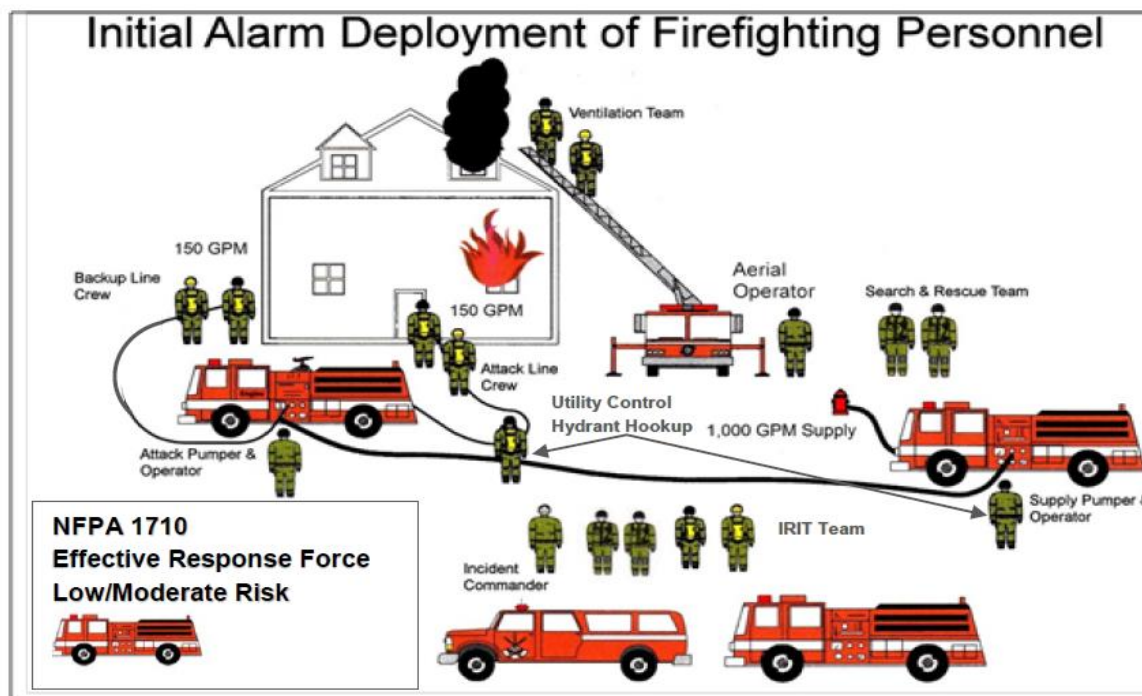 Initial Alarm Deployment of Firefighting Personnel
Ventilation Team
150 GPM
Backup Line
Crew
Aerial
Operator
Search & Rescue Team
150 GPM
Attack Line
Crew
Engine
Utility Control
Hydrant Hookup
1,000 GPM Supply
Attack Pumper &
Operator
Supply Pumper &
Operator
NFPA 1710
Effective Response Force
Low/Moderate Risk
IRIT Team
Incident
Commander